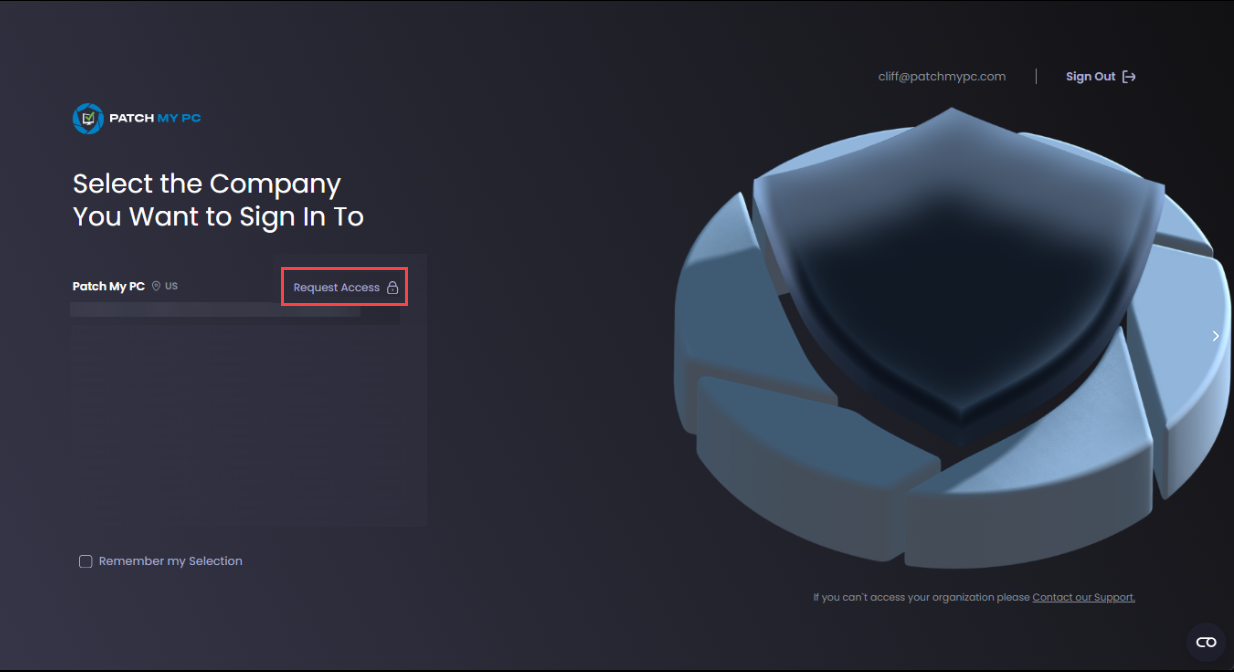 cliff@patchmypc.com | Sign Out
PATCH MY PC
Select the Company
You Want to Sign In To
Patch My PC US
Request Access
Remember my Selection
If you can't access your organization please Contact our Support.